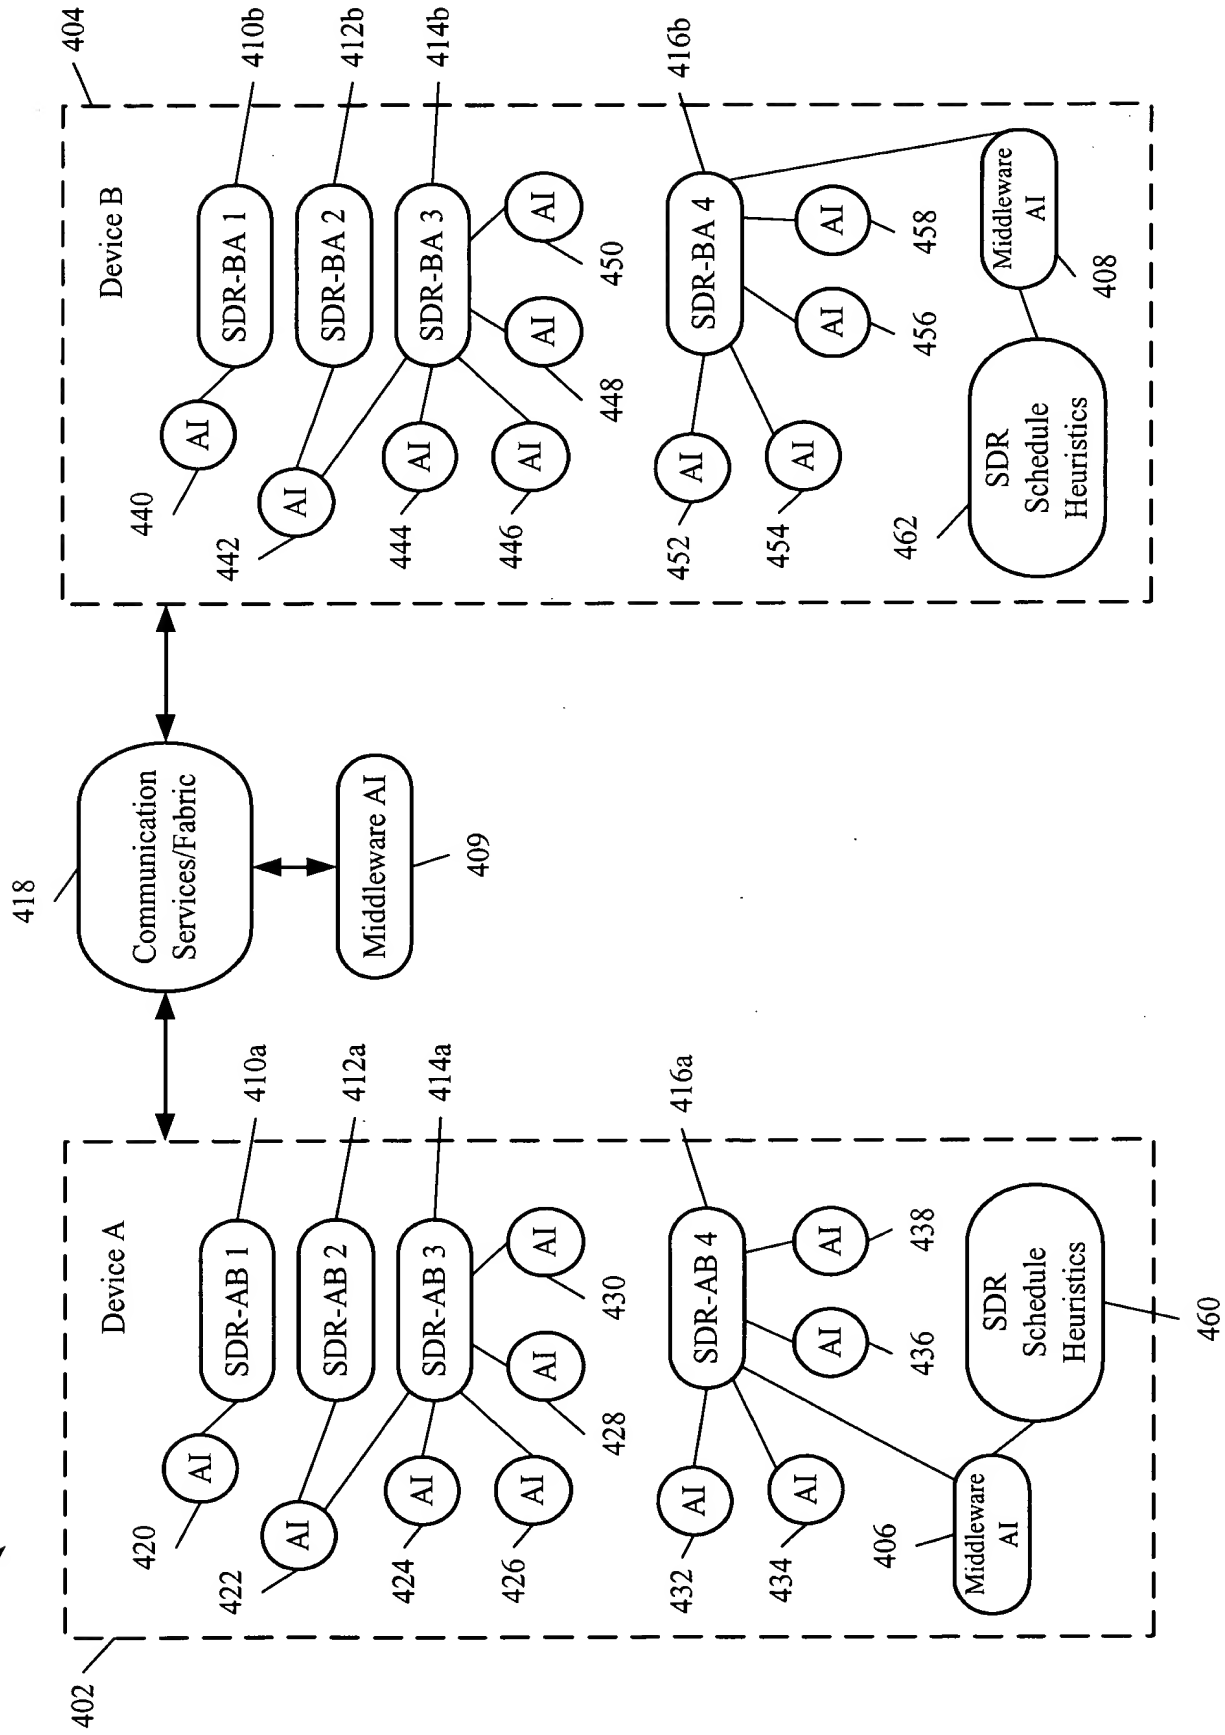 402
Device A
420
AI
SDR-AB 1
410a
422
AI
SDR-AB 2
412a
424
AI
SDR-AB 3
414a
426
AI
428
AI
430
AI
432
AI
SDR-AB 4
416a
434
AI
436
AI
438
AI
406
Middleware
AI
SDR
Schedule
Heuristics
460
418
Communication
Services/Fabric
Middleware AI
409
404
Device B
440
AI
SDR-BA 1
410b
442
AI
SDR-BA 2
412b
444
AI
SDR-BA 3
414b
446
AI
448
AI
450
AI
452
AI
SDR-BA 4
416b
454
AI
456
AI
458
AI
462
SDR
Schedule
Heuristics
Middleware
AI
408